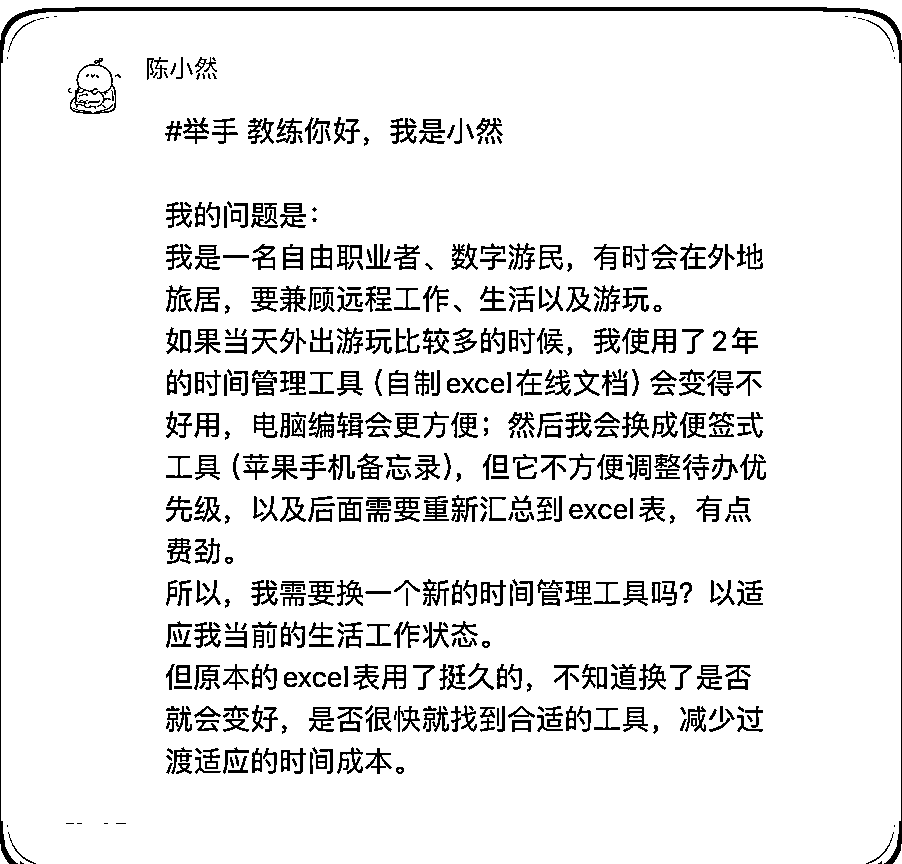 陈小然
#举手 教练你好，我是小然
我的问题是：
我是一名自由职业者、数字游民，有时会在外地
旅居，要兼顾远程工作、生活以及游玩。
如果当天外出游玩比较多的时候，我使用了2年
的时间管理工具（自制excel在线文档）会变得不
好用，电脑编辑会更方便；然后我会换成便签式
工具（苹果手机备忘录），但它不方便调整待办优
先级，以及后面需要重新汇总到excel表，有点
费劲。
所以，我需要换一个新的时间管理工具吗？以适
应我当前的生活工作状态。
但原本的excel表用了挺久的，不知道换了是否
就会变好，是否很快就找到合适的工具，减少过
渡适应的时间成本。